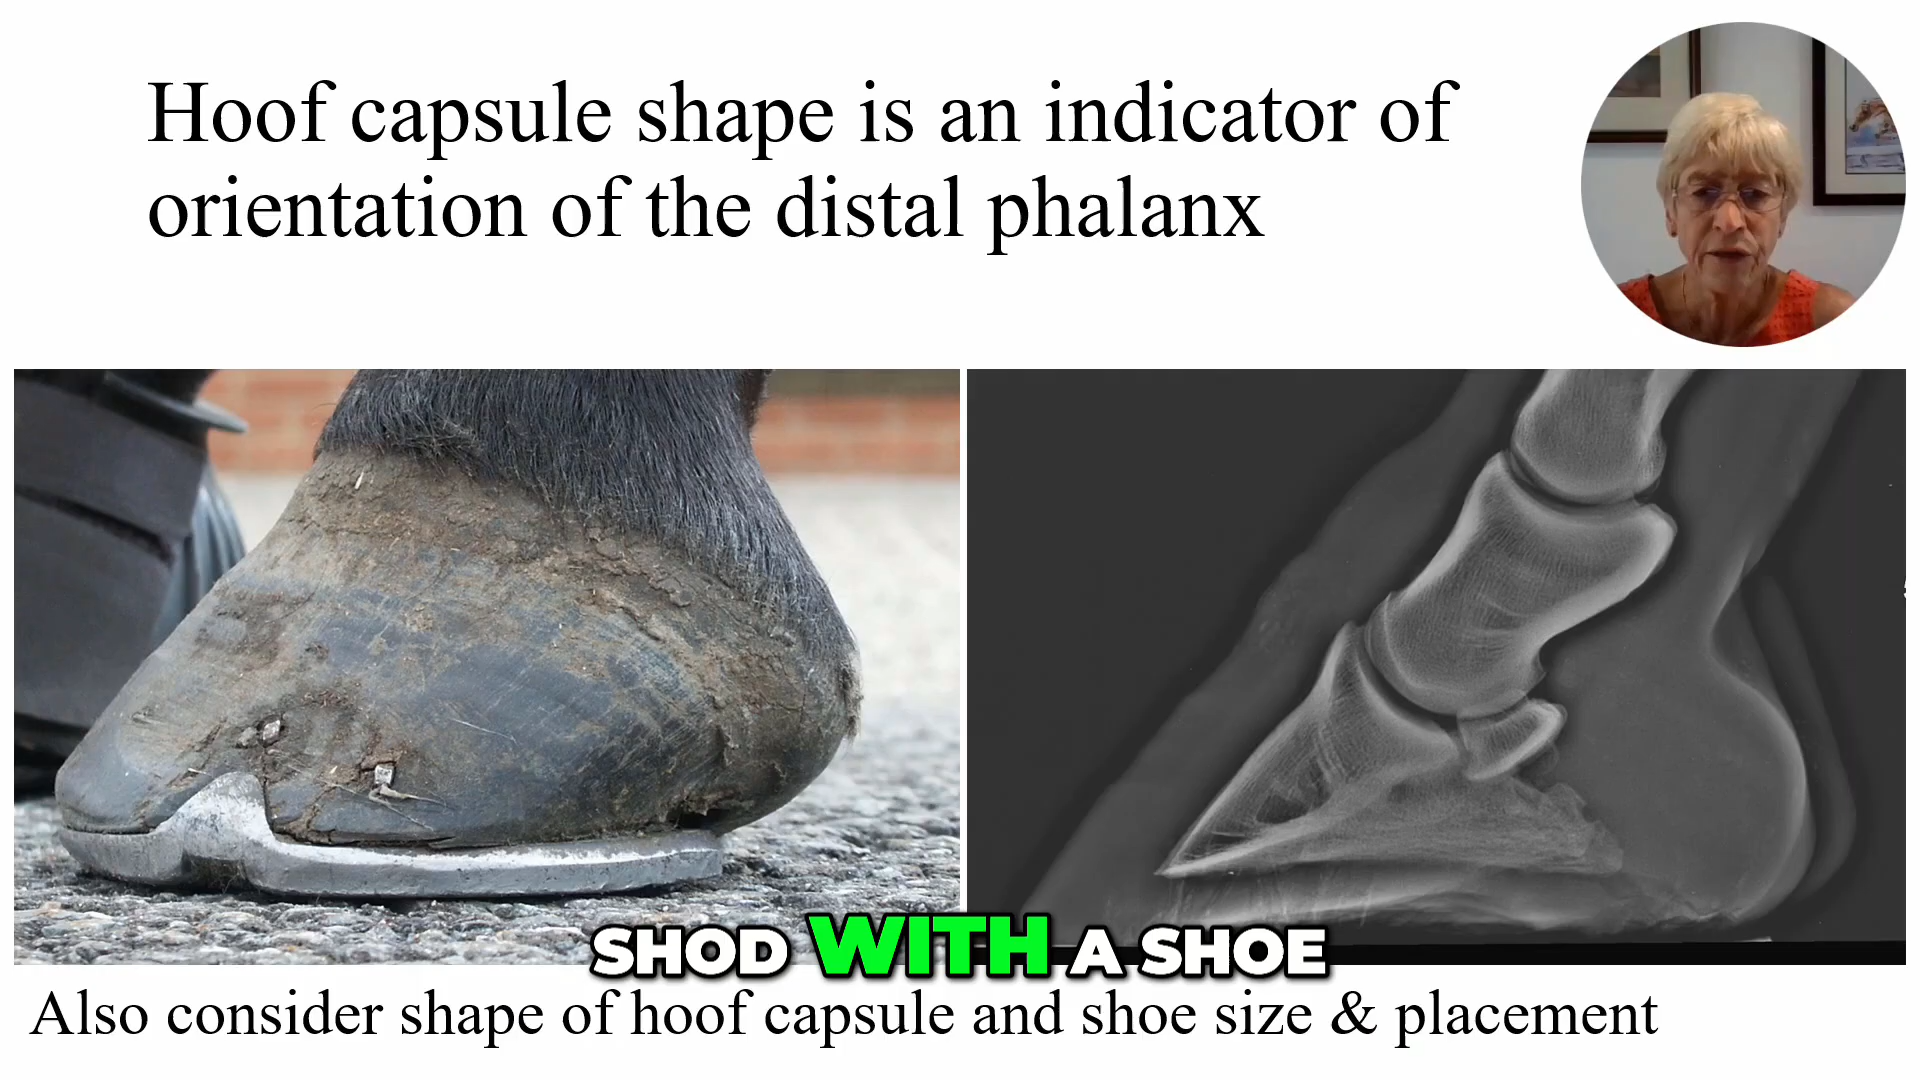 Hoof capsule shape is an indicator of
orientation of the distal phalanx
SHOD WITH A SHOE
Also consider shape of hoof capsule and shoe size & placement